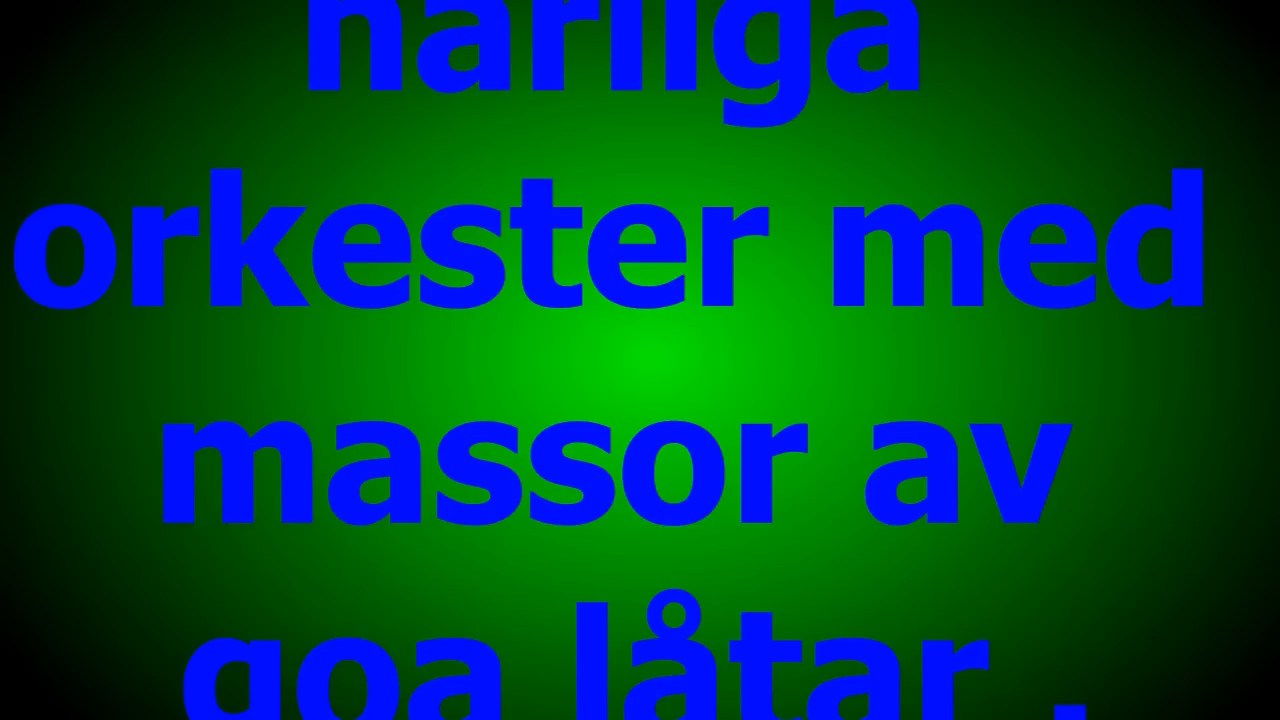 härliga
orkester med
massor av
goa låtar .